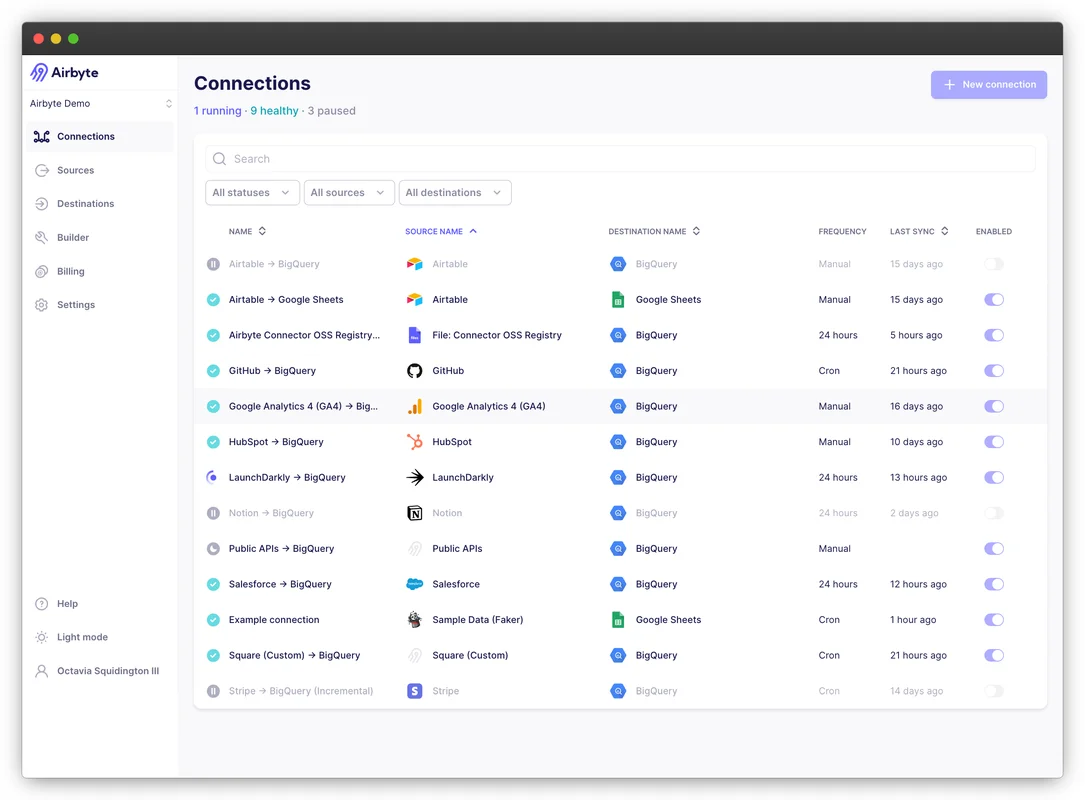 Airbyte
Airbyte Demo
Connections
Sources
Destinations
Builder
Billing
Settings
Help
Light mode
Octavia Squidington III
Connections
1 running · 9 healthy · 3 paused
New connection
Search
All statuses All sources All destinations
NAME SOURCE NAME DESTINATION NAME FREQUENCY LAST SYNC ENABLED
Airtable → BigQuery Airtable BigQuery Manual 15 days ago
Airtable → Google Sheets Airtable Google Sheets Manual 15 days ago
Airbyte Connector OSS Registry... File: Connector OSS Registry BigQuery 24 hours 5 hours ago
GitHub → BigQuery GitHub BigQuery Cron 21 hours ago
Google Analytics 4 (GA4) → Big... Google Analytics 4 (GA4) BigQuery Manual 16 days ago
HubSpot → BigQuery HubSpot BigQuery Manual 10 days ago
LaunchDarkly → BigQuery LaunchDarkly BigQuery 24 hours 13 hours ago
Notion → BigQuery Notion BigQuery 24 hours 2 days ago
Public APIs → BigQuery Public APIs BigQuery Manual
Salesforce → BigQuery Salesforce BigQuery 24 hours 12 hours ago
Example connection Sample Data (Faker) Google Sheets Cron 1 hour ago
Square (Custom) → BigQuery Square (Custom) BigQuery Cron 21 hours ago
Stripe → BigQuery (Incremental) Stripe BigQuery Cron 14 days ago